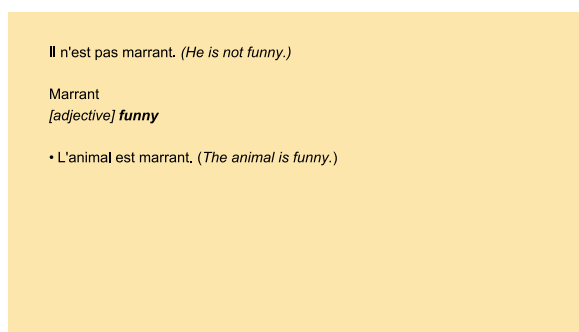 Il n'est pas marrant. (He is not funny.)
Marrant
[adjective] funny
• L'animal est marrant. (The animal is funny.)